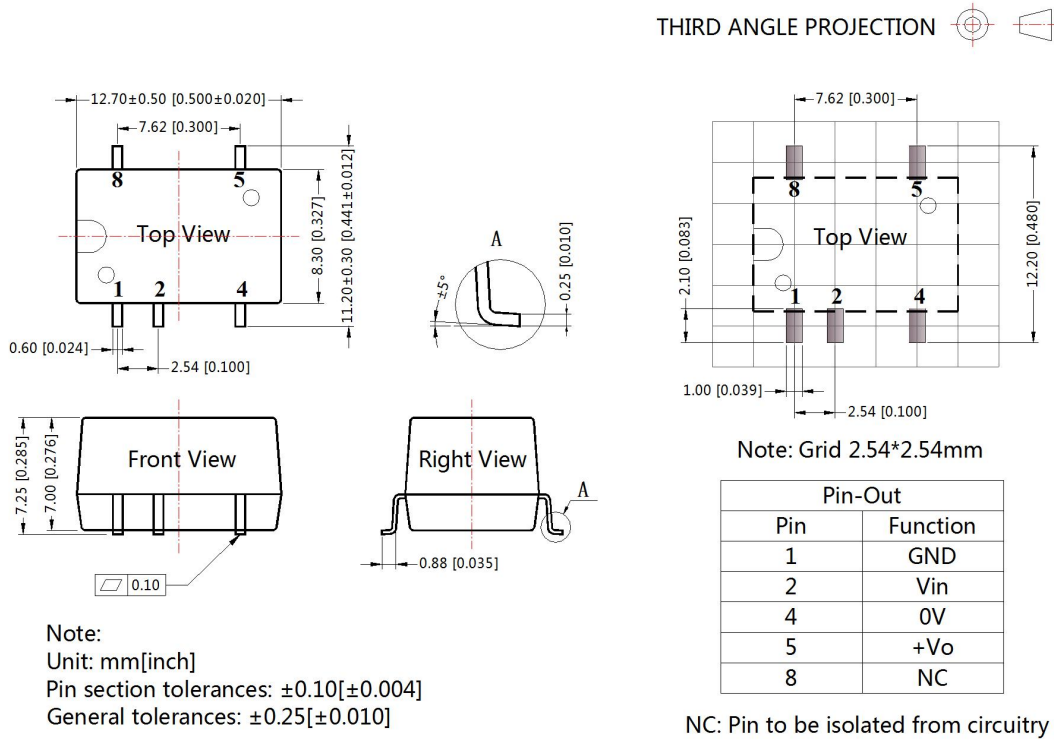 THIRD ANGLE PROJECTION
12.70±0.50 [0.500±0.020]
7.62 [0.300]
8 5
Top View
1 2 4
8.30 [0.327]
11.20±0.30 [0.441±0.012]
0.60 [0.024]
2.54 [0.100]
A
±5°
0.25 [0.010]
7.62 [0.300]
8 5
Top View
1 2 4
2.10 [0.083]
12.20 [0.480]
1.00 [0.039]
2.54 [0.100]
Note: Grid 2.54*2.54mm
Front View
7.25 [0.285]
7.00 [0.276]
0.10
Right View
A
0.88 [0.035]
Pin-Out
Pin Function
1 GND
2 Vin
4 0V
5 +Vo
8 NC
NC: Pin to be isolated from circuitry
Note:
Unit: mm[inch]
Pin section tolerances: ±0.10[±0.004]
General tolerances: ±0.25[±0.010]